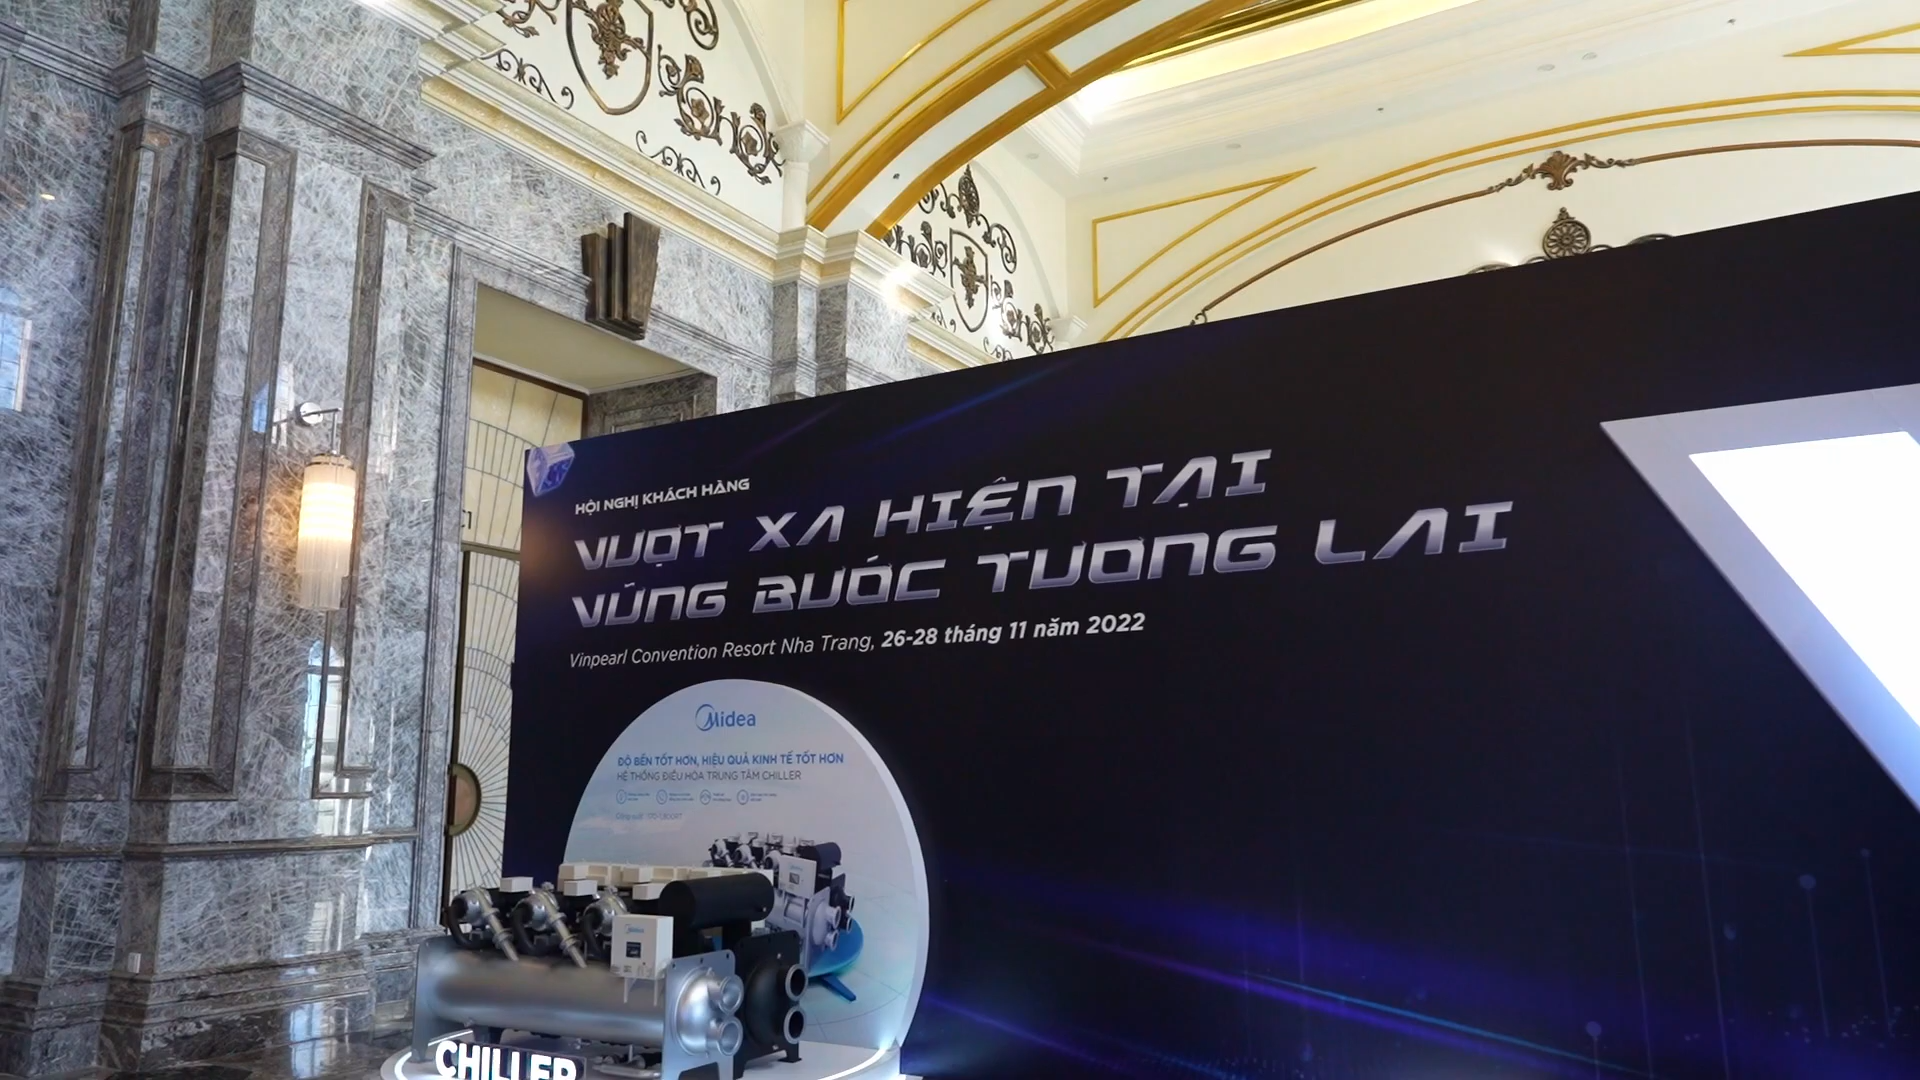 HỘI NGHỊ KHÁCH HÀNG
VƯỢT XA HIỆN TẠI
VỮNG BƯỚC TƯƠNG LAI
Vinpearl Convention Resort Nha Trang, 26-28 tháng 11 năm 2022
Midea
ĐỘ BỀN TỐT HƠN, HIỆU QUẢ KINH TẾ TỐT HƠN
HỆ THỐNG ĐIỀU HÒA TRUNG TÂM CHILLER
Midea
CHILLER